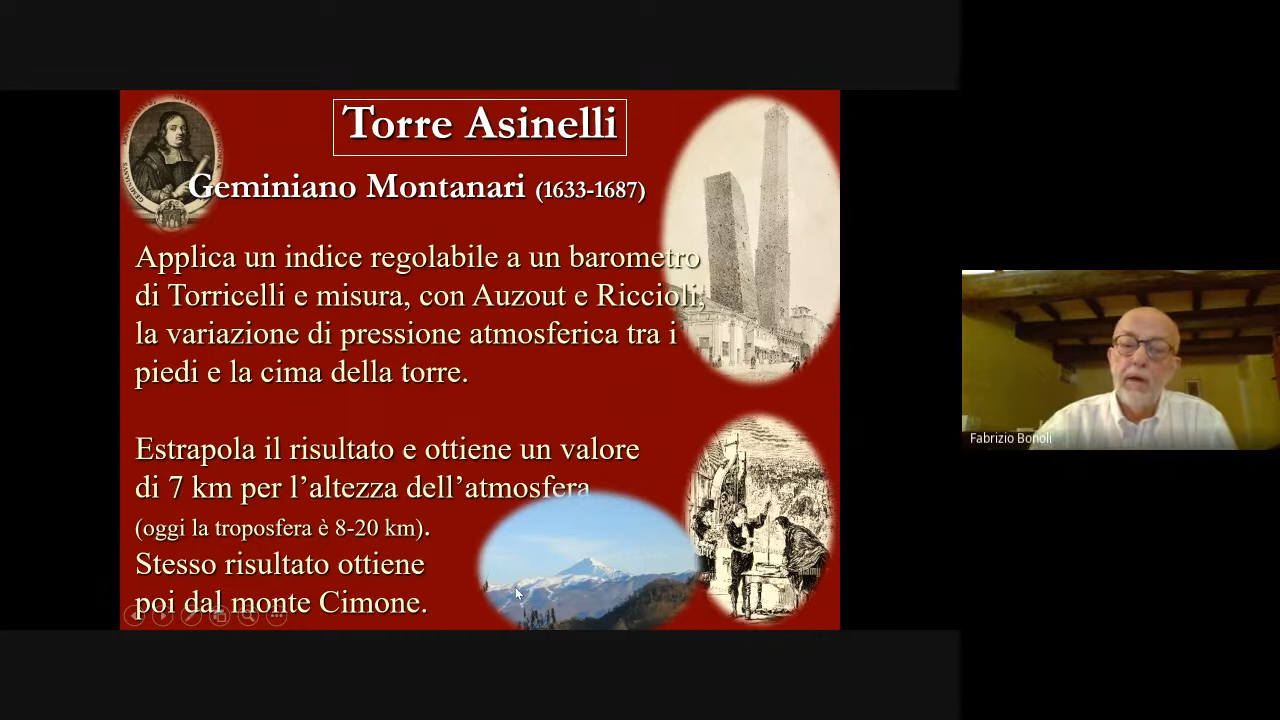 Torre Asinelli
Geminiano Montanari (1633-1687)
Applica un indice regolabile a un barometro
di Torricelli e misura, con Auzout e Riccioli,
la variazione di pressione atmosferica tra i
piedi e la cima della torre.
Estrapola il risultato e ottiene un valore
di 7 km per l’altezza dell’atmosfera
(oggi la troposfera è 8-20 km).
Stesso risultato ottiene
poi dal monte Cimone.
Fabrizio Bonoli